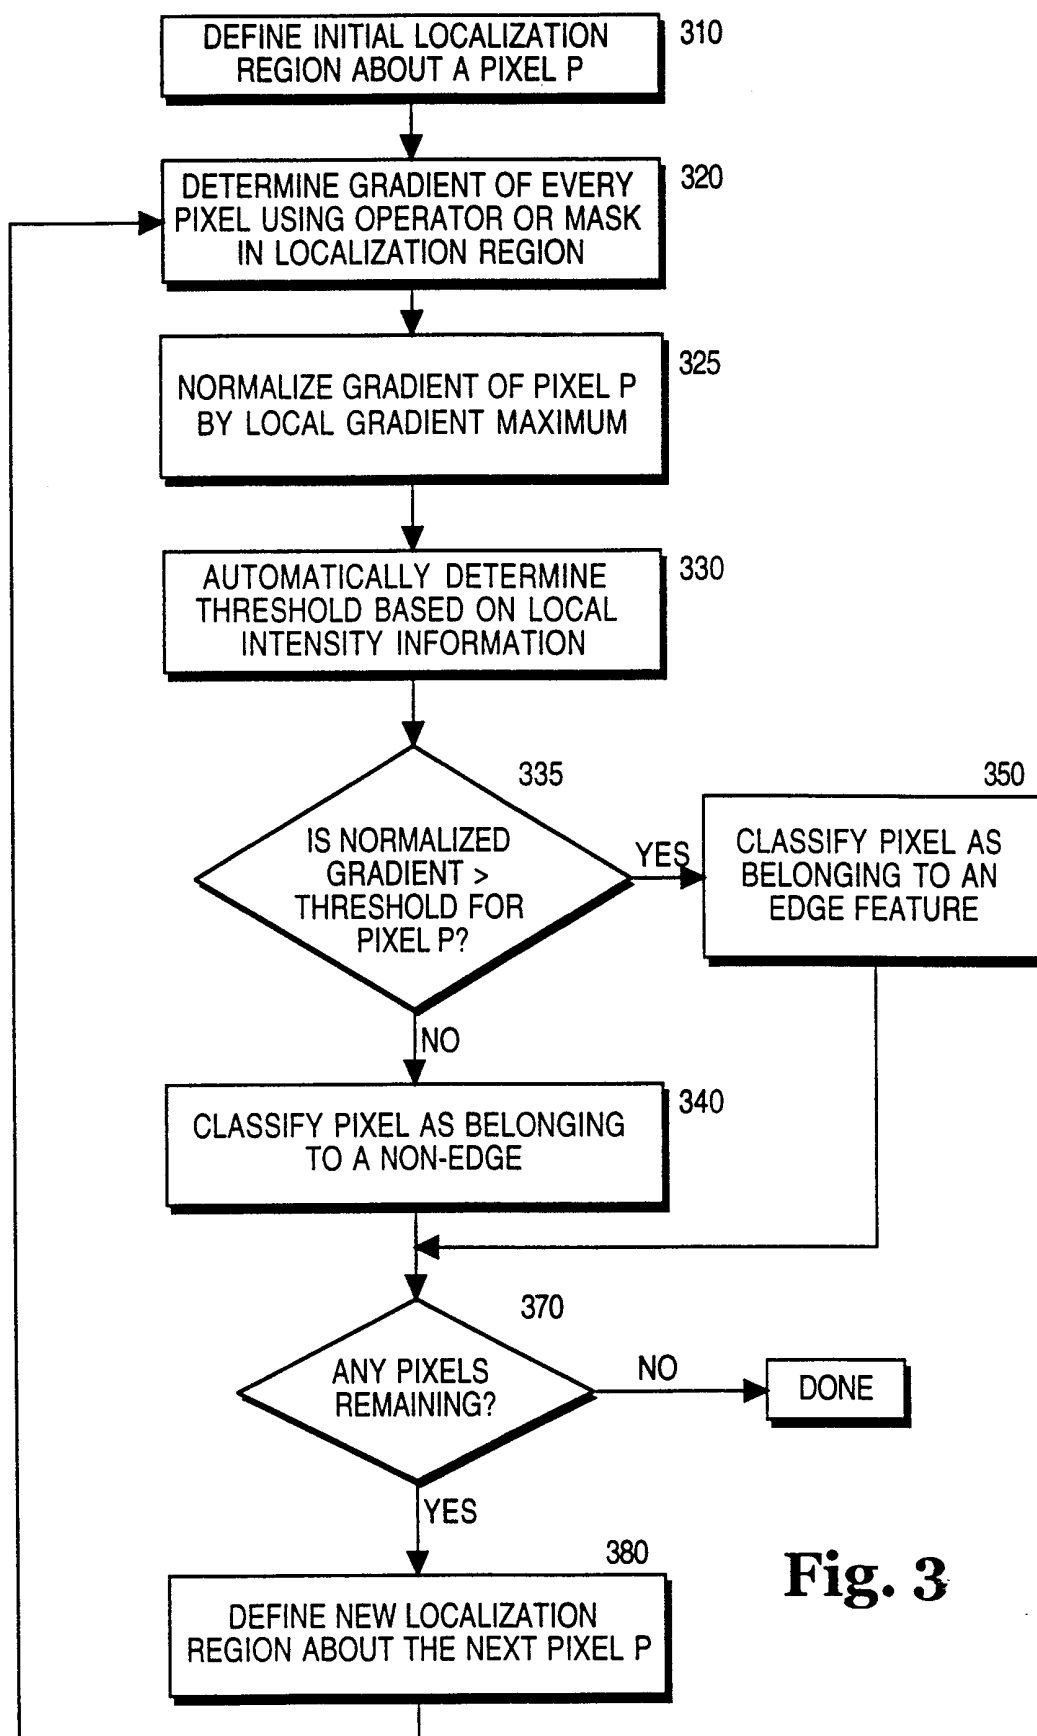 DEFINE INITIAL LOCALIZATION
REGION ABOUT A PIXEL P
310
DETERMINE GRADIENT OF EVERY
PIXEL USING OPERATOR OR MASK
IN LOCALIZATION REGION
320
NORMALIZE GRADIENT OF PIXEL P
BY LOCAL GRADIENT MAXIMUM
325
AUTOMATICALLY DETERMINE
THRESHOLD BASED ON LOCAL
INTENSITY INFORMATION
330
335
IS NORMALIZED
GRADIENT >
THRESHOLD FOR
PIXEL P?
YES
350
CLASSIFY PIXEL AS
BELONGING TO AN
EDGE FEATURE
NO
340
CLASSIFY PIXEL AS BELONGING
TO A NON-EDGE
370
ANY PIXELS
REMAINING?
NO
DONE
YES
380
DEFINE NEW LOCALIZATION
REGION ABOUT THE NEXT PIXEL P
Fig. 3